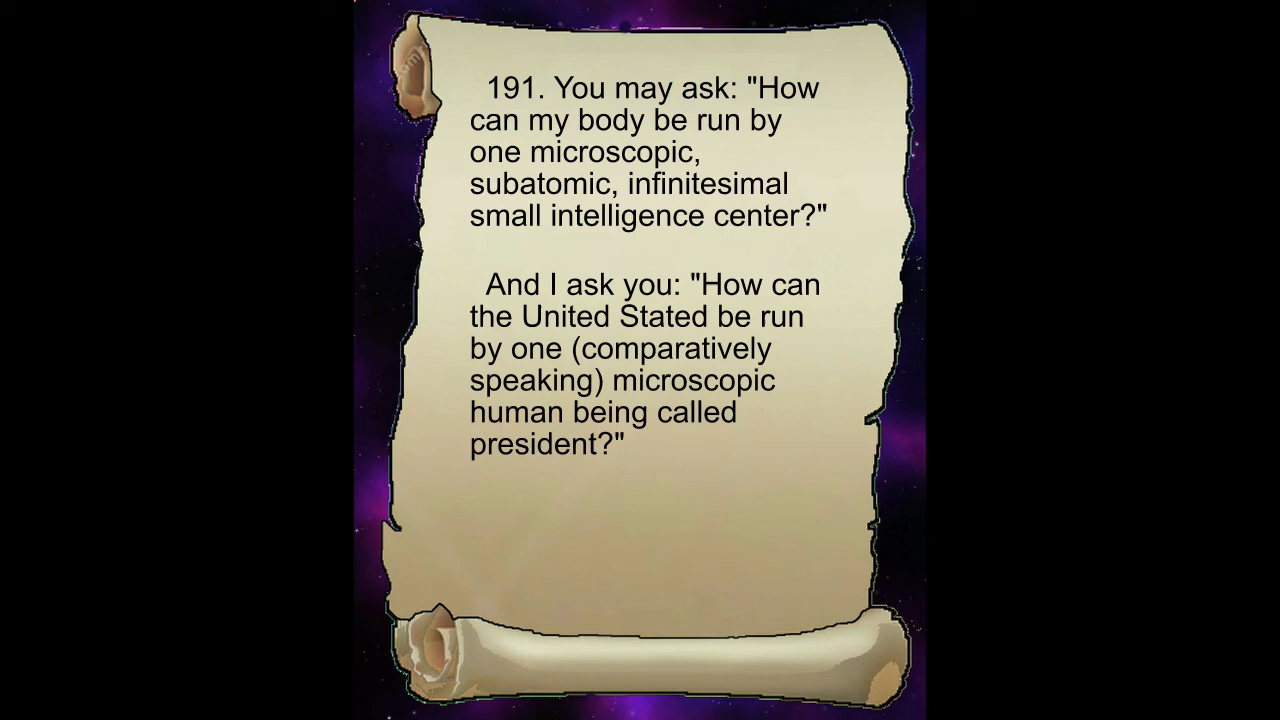 191. You may ask: "How
can my body be run by
one microscopic,
subatomic, infinitesimal
small intelligence center?"
And I ask you: "How can
the United Stated be run
by one (comparatively
speaking) microscopic
human being called
president?"